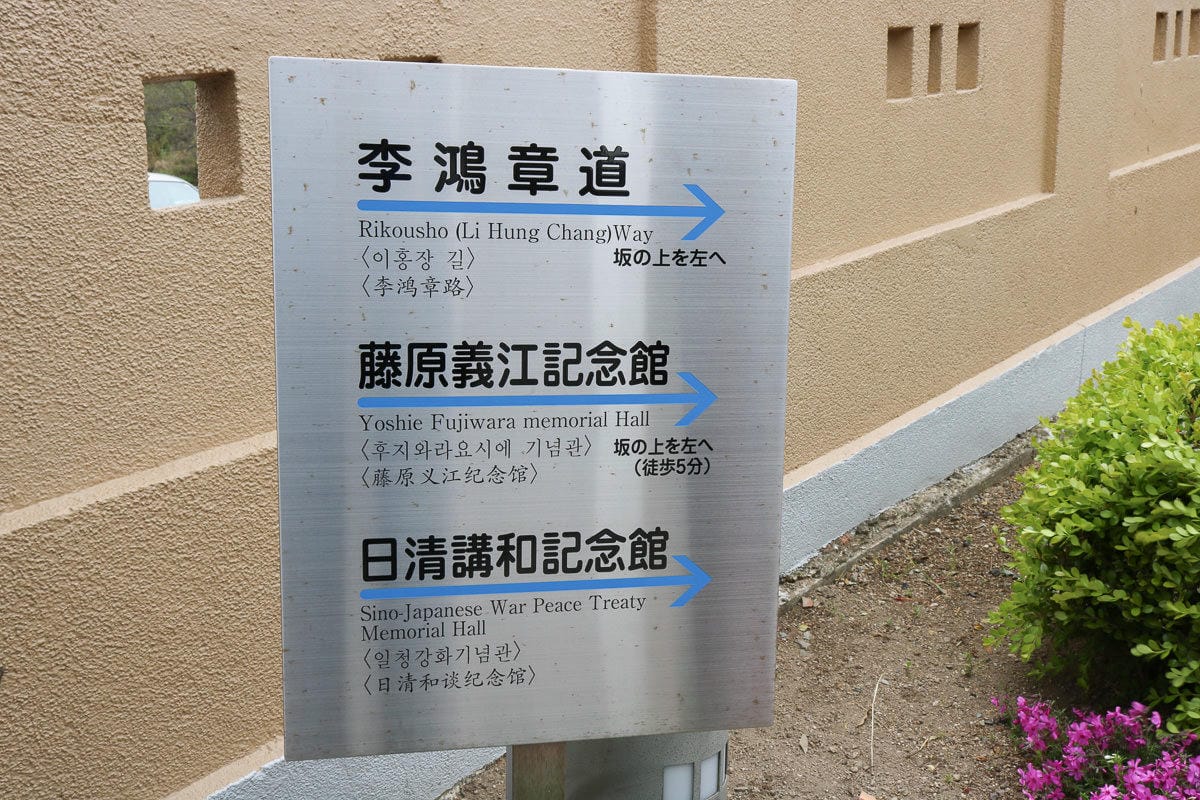 李鴻章道
Rikousho (Li Hung Chang)Way
〈이홍장 길〉 坂の上を左へ
〈李鸿章路〉
藤原義江記念館
Yoshie Fujiwara memorial Hall
〈후지와라요시에 기념관〉 坂の上を左へ
〈藤原义江纪念馆〉 (徒歩5分)
日清講和記念館
Sino-Japanese War Peace Treaty
Memorial Hall
〈일청강화기념관〉
〈日清和谈纪念馆〉